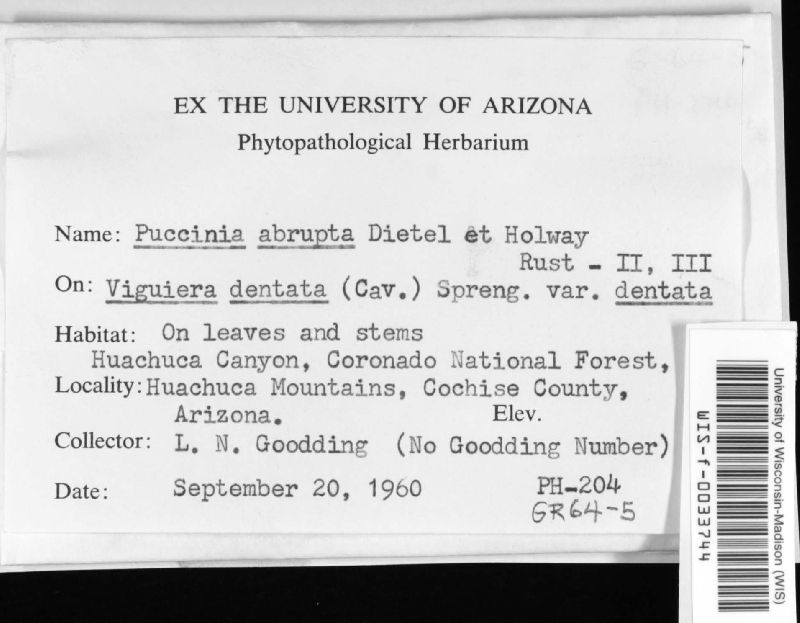 EX THE UNIVERSITY OF ARIZONA
Phytopathological Herbarium
Name: Puccinia abrupta Dietel et Holway
Rust - II, III
On: Viguiera dentata (Cav.) Spreng. var. dentata
Habitat: On leaves and stems
Huachuca Canyon, Coronado National Forest,
Locality: Huachuca Mountains, Cochise County,
Arizona. Elev.
Collector: L. N. Goodding (No Goodding Number)
Date: September 20, 1960 PH-204
GR64-5
University of Wisconsin-Madison (WIS)
WIS-f-0033744